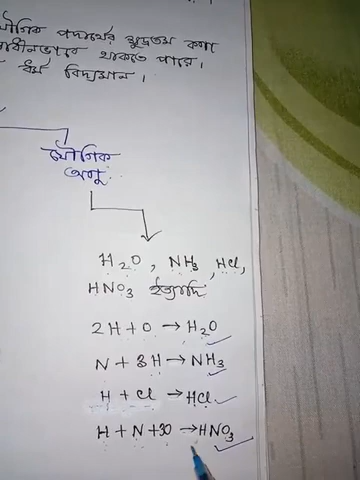 যৌগিক পদার্থের ক্ষুদ্রতম কণা
থাকতে পারে।
ধর্ম বিদ্যমান।
যৌগিক
অণু
H₂O, NH₃, HCl,
HNO₃ ইত্যাদি
2H + O → H₂O
N + 3H → NH₃
H + Cl → HCl
H + N + 3O → HNO₃